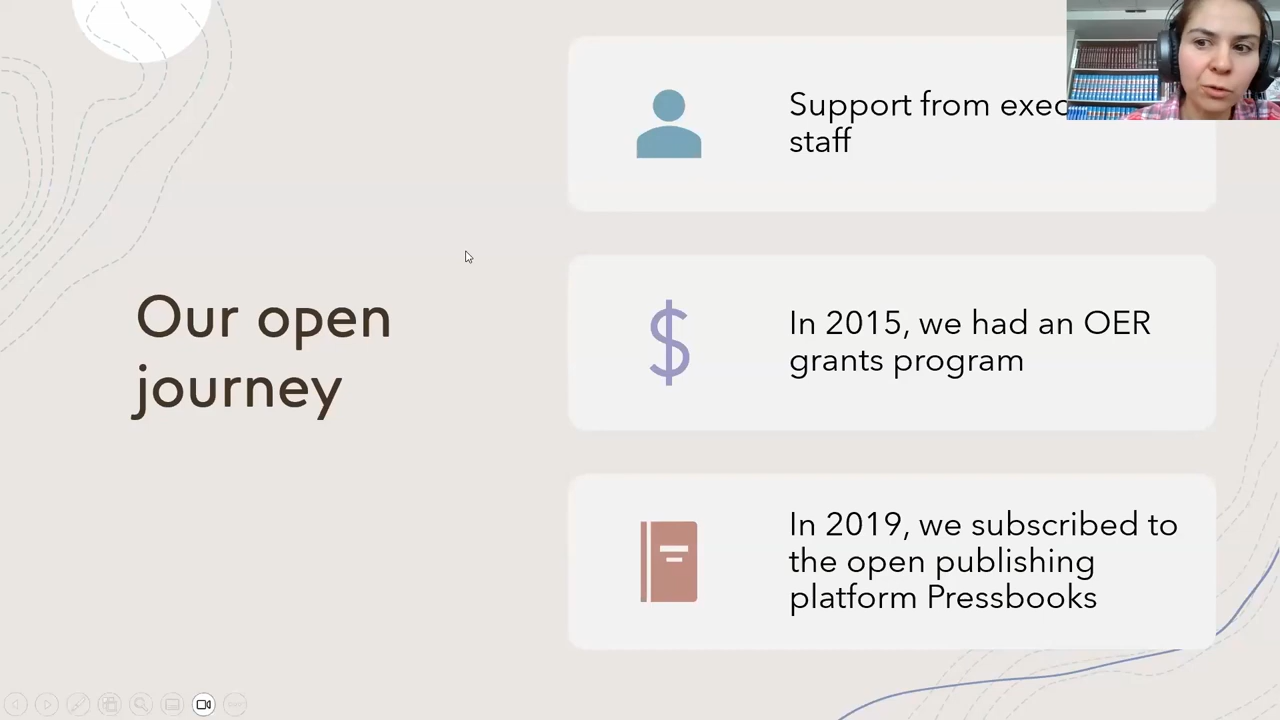 Support from
staff
Our open
journey
$
In 2015, we had an OER
grants program
In 2019, we subscribed to
the open publishing
platform Pressbooks